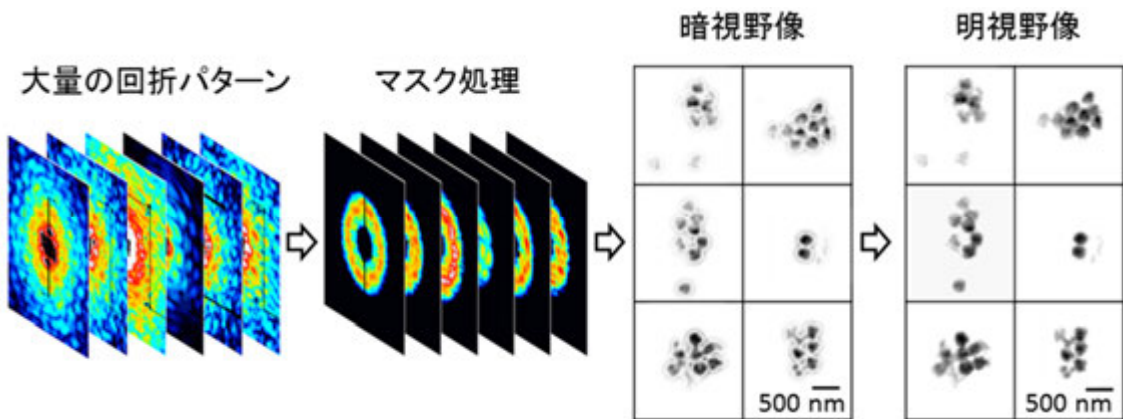 大量の回折パターン
マスク処理
暗視野像
明視野像
500 nm
500 nm